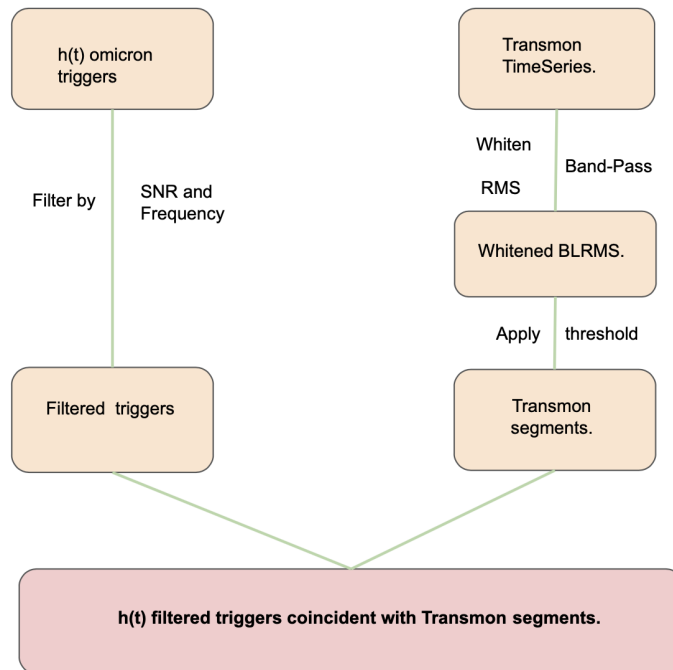 h(t) omicron
triggers
Transmon
TimeSeries.
Whiten
Band-Pass
RMS
Filter by
SNR and
Frequency
Whitened BLRMS.
Apply threshold
Filtered triggers
Transmon
segments.
h(t) filtered triggers coincident with Transmon segments.